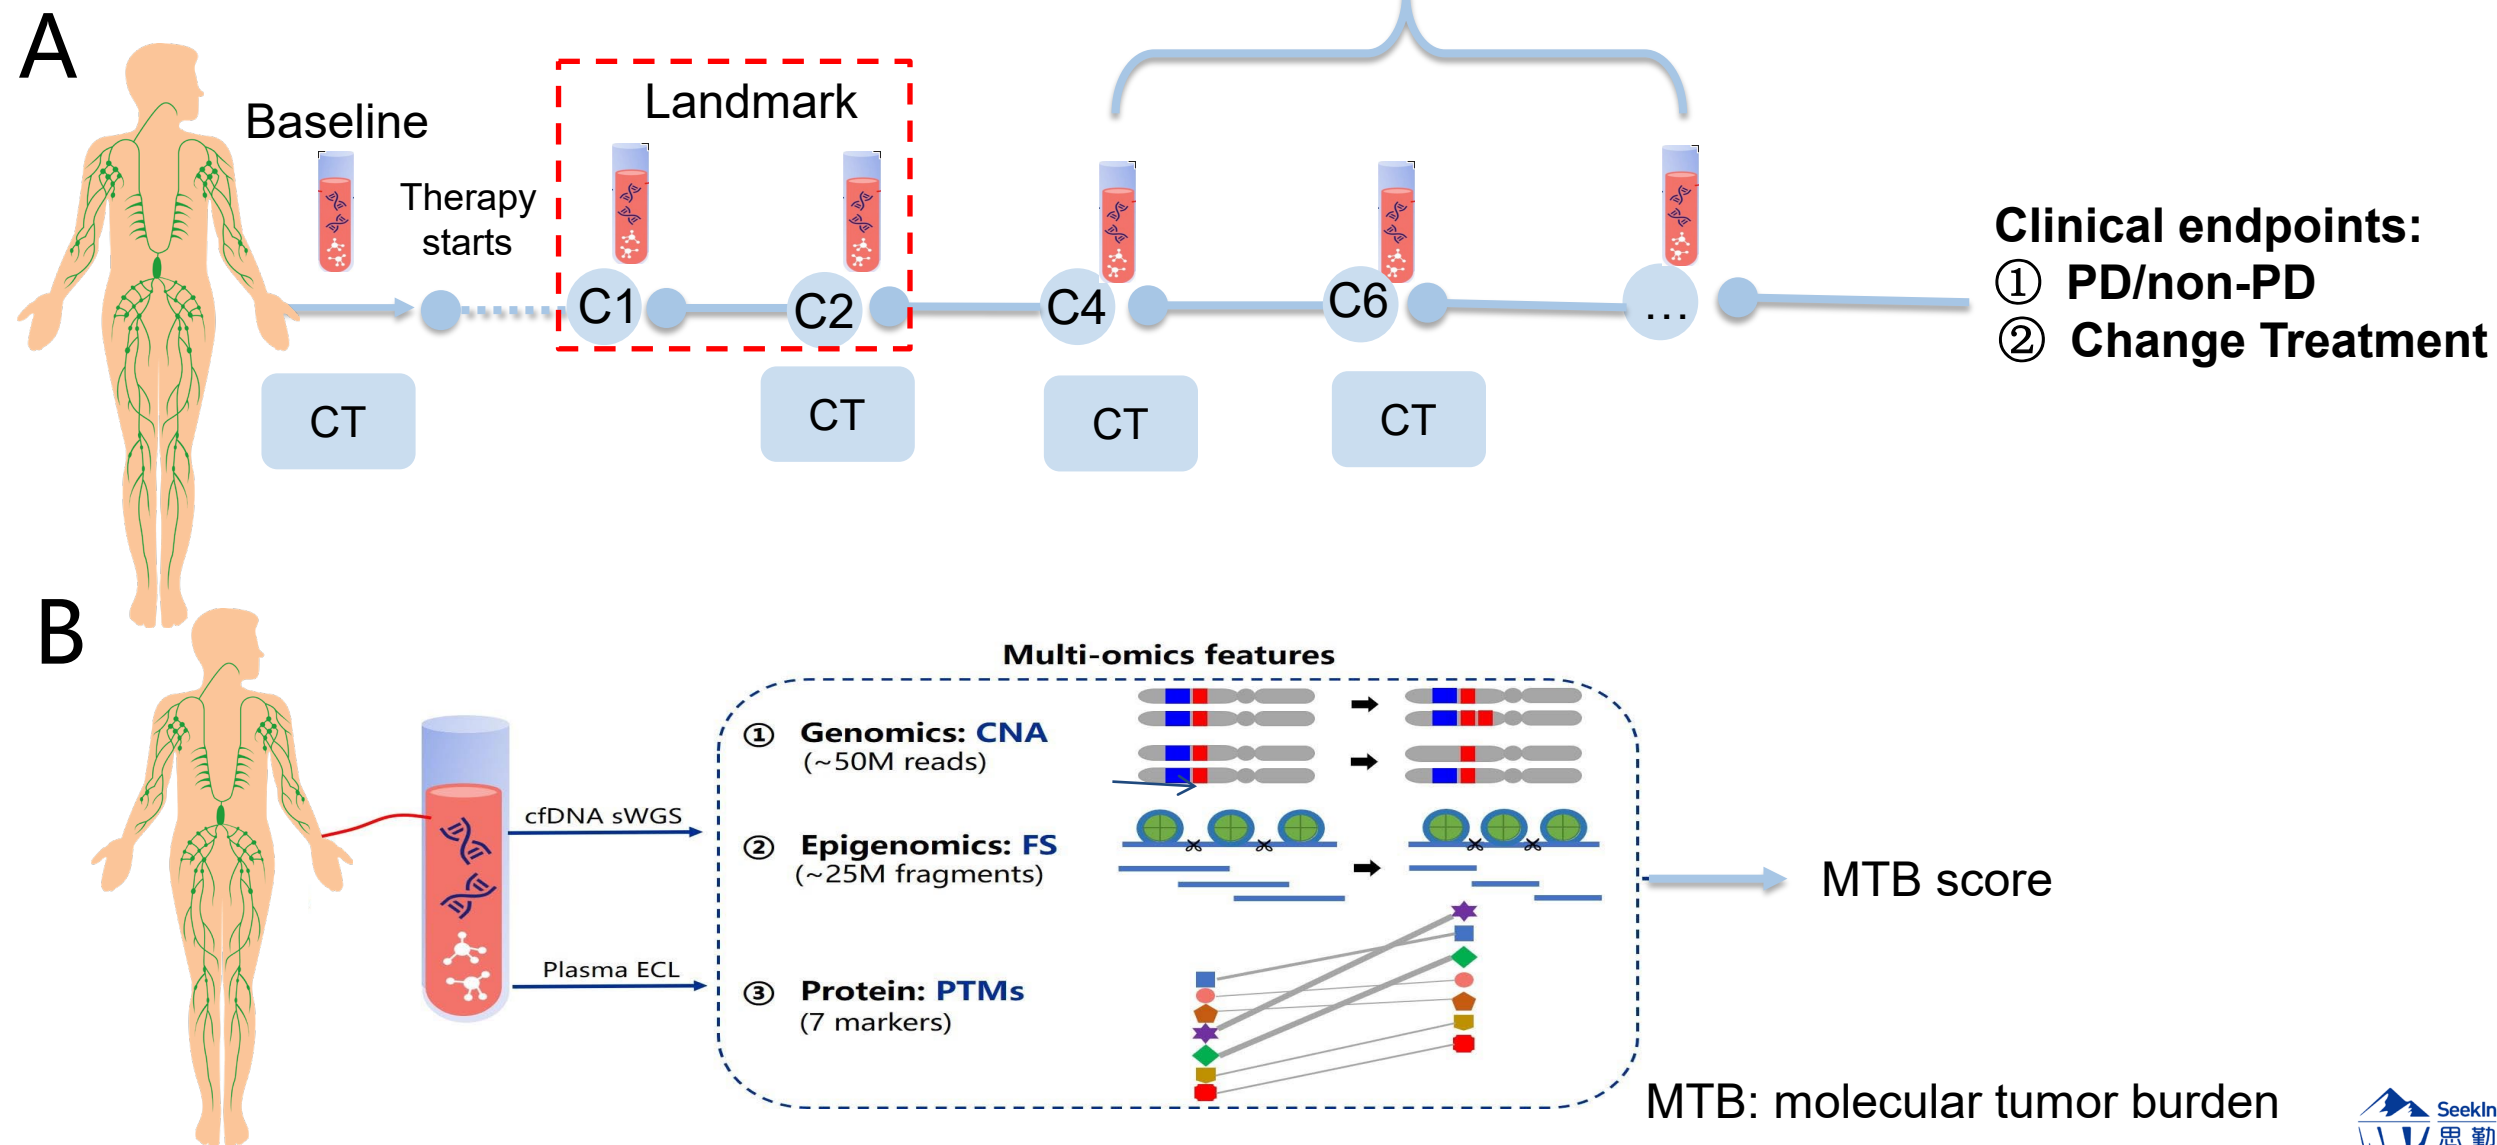 A
Baseline
Therapy
starts
Landmark
C1
C2
C4
C6
...
CT
CT
CT
CT
Clinical endpoints:
① PD/non-PD
② Change Treatment
B
Multi-omics features
cfDNA sWGS
Plasma ECL
① Genomics: CNA
(~50M reads)
② Epigenomics: FS
(~25M fragments)
③ Protein: PTMs
(7 markers)
MTB score
MTB: molecular tumor burden
SeekIn
思勤